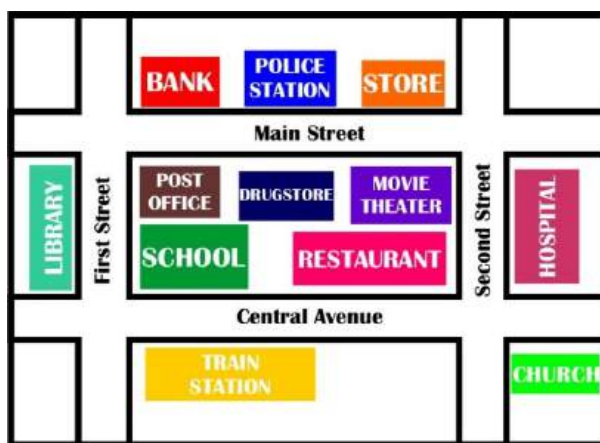 BANK
POLICE
STATION
STORE
Main Street
LIBRARY
First Street
POST
OFFICE
DRUGSTORE
MOVIE
THEATER
Second Street
HOSPITAL
SCHOOL
RESTAURANT
Central Avenue
TRAIN
STATION
CHURCH